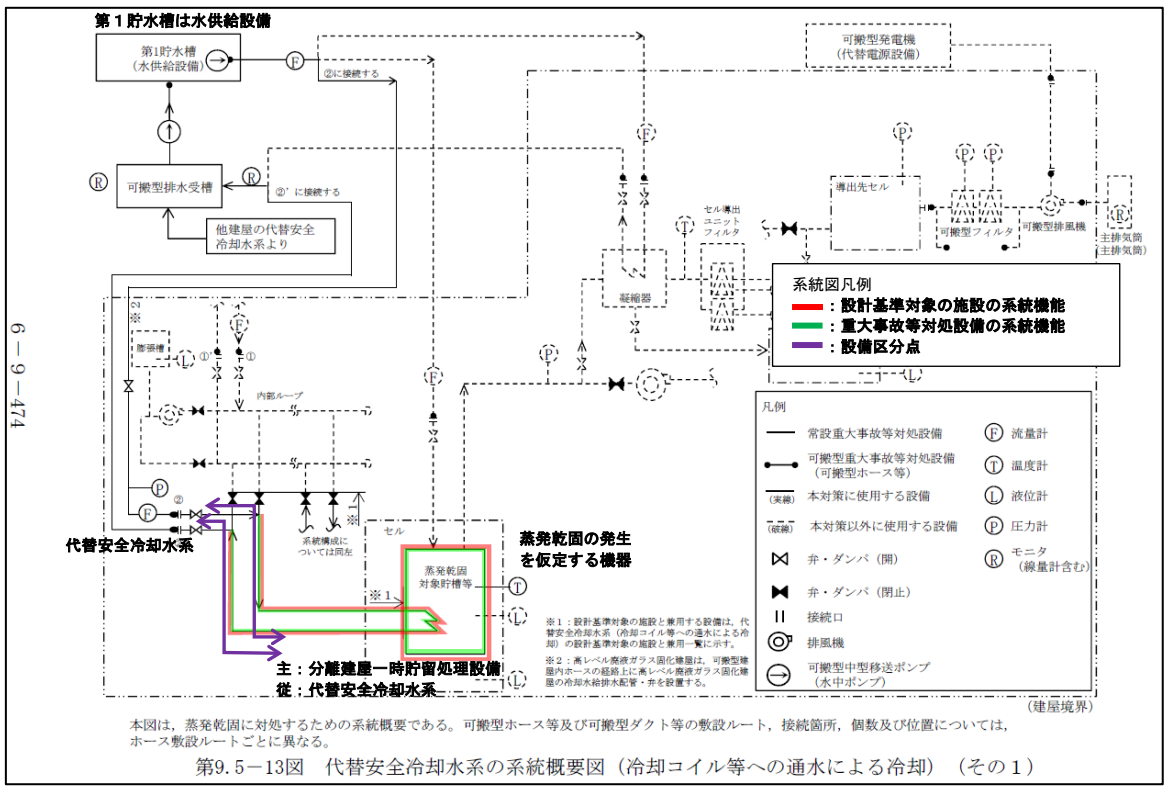 第1貯水槽は水供給設備
第1貯水槽
(水供給設備)
F
②に接続する
可搬型発電機
(代替電源設備)
F
P
P
P
可搬型排水受槽
R
R
②'に接続する
他建屋の代替安全
冷却水系より
導出先セル
可搬型フィルタ
可搬型排風機
R
主排気筒
(主排気筒)
セル導出
ユニット
フィルタ
T
凝縮器
系統図凡例
:設計基準対象の施設の系統機能
:重大事故等対処設備の系統機能
:設備区分点
※2
膨張槽
L
F
①'
①
内部ループ
P
F
L
6-9-474
凡例
常設重大事故等対処設備
可搬型重大事故等対処設備
(可搬型ホース等)
(実線)
本対策に使用する設備
(破線)
本対策以外に使用する設備
弁・ダンパ(開)
弁・ダンパ(閉止)
接続口
排風機
可搬型中型移送ポンプ
(水中ポンプ)
F 流量計
T 温度計
L 液位計
P 圧力計
R モニタ
(線量計含む)
P
F
②
代替安全冷却水系
系統構成に
ついては同左
※1
セル
蒸発乾固
対象貯槽等
※1
蒸発乾固の発生
を仮定する機器
T
L
L
主:分離建屋一時貯留処理設備
従:代替安全冷却水系
※1:設計基準対象の施設と兼用する設備は、代
替安全冷却水系(冷却コイル等への通水による冷
却)の設計基準対象の施設と兼用一覧に示す。
※2:高レベル廃液ガラス固化建屋は、可搬型建
屋内ホースの経路上に高レベル廃液ガラス固化建
屋の冷却水給排水配管・弁を設置する。
(建屋境界)
本図は,蒸発乾固に対処するための系統概要である。可搬型ホース等及び可搬型ダクト等の敷設ルート,接続箇所,個数及び位置については,
ホース敷設ルートごとに異なる。
第9.5-13図 代替安全冷却水系の系統概要図(冷却コイル等への通水による冷却)(その1)